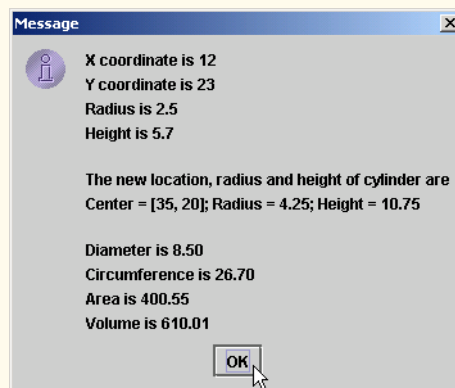 Message
X coordinate is 12
Y coordinate is 23
Radius is 2.5
Height is 5.7
The new location, radius and height of cylinder are
Center = [35, 20]; Radius = 4.25; Height = 10.75
Diameter is 8.50
Circumference is 26.70
Area is 400.55
Volume is 610.01
OK